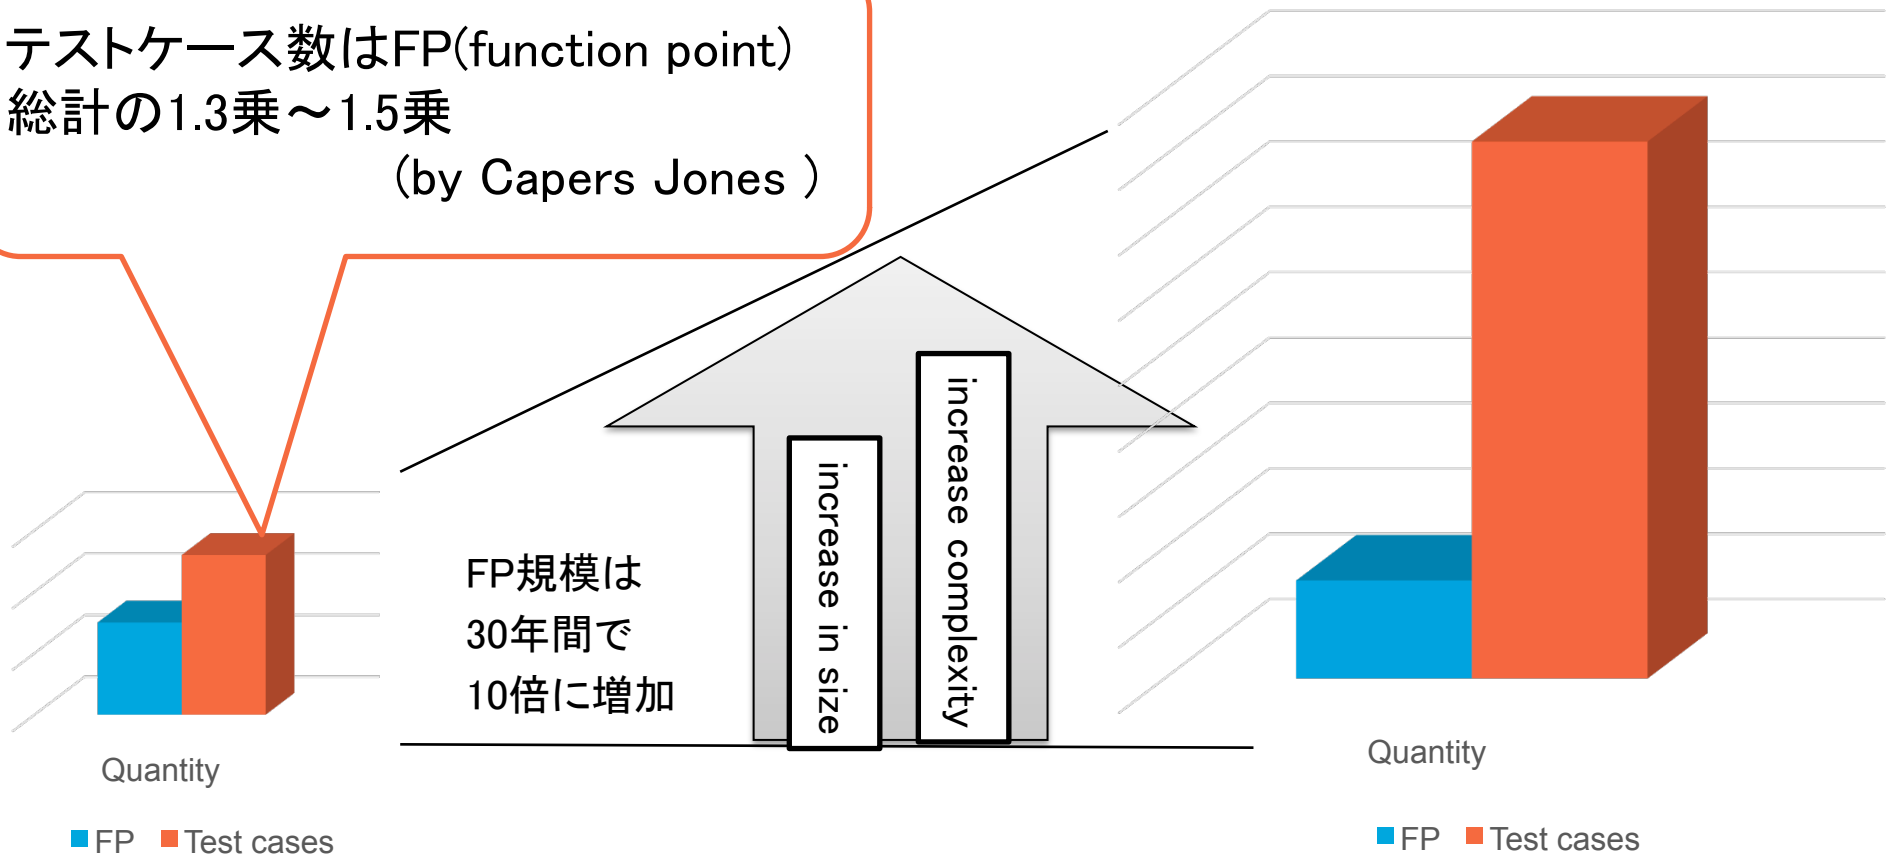 テストケース数はFP(function point)
総計の1.3乗～1.5乗
(by Capers Jones )
FP規模は
30年間で
10倍に増加
increase in size
increase complexity
Quantity
FP Test cases
Quantity
FP Test cases